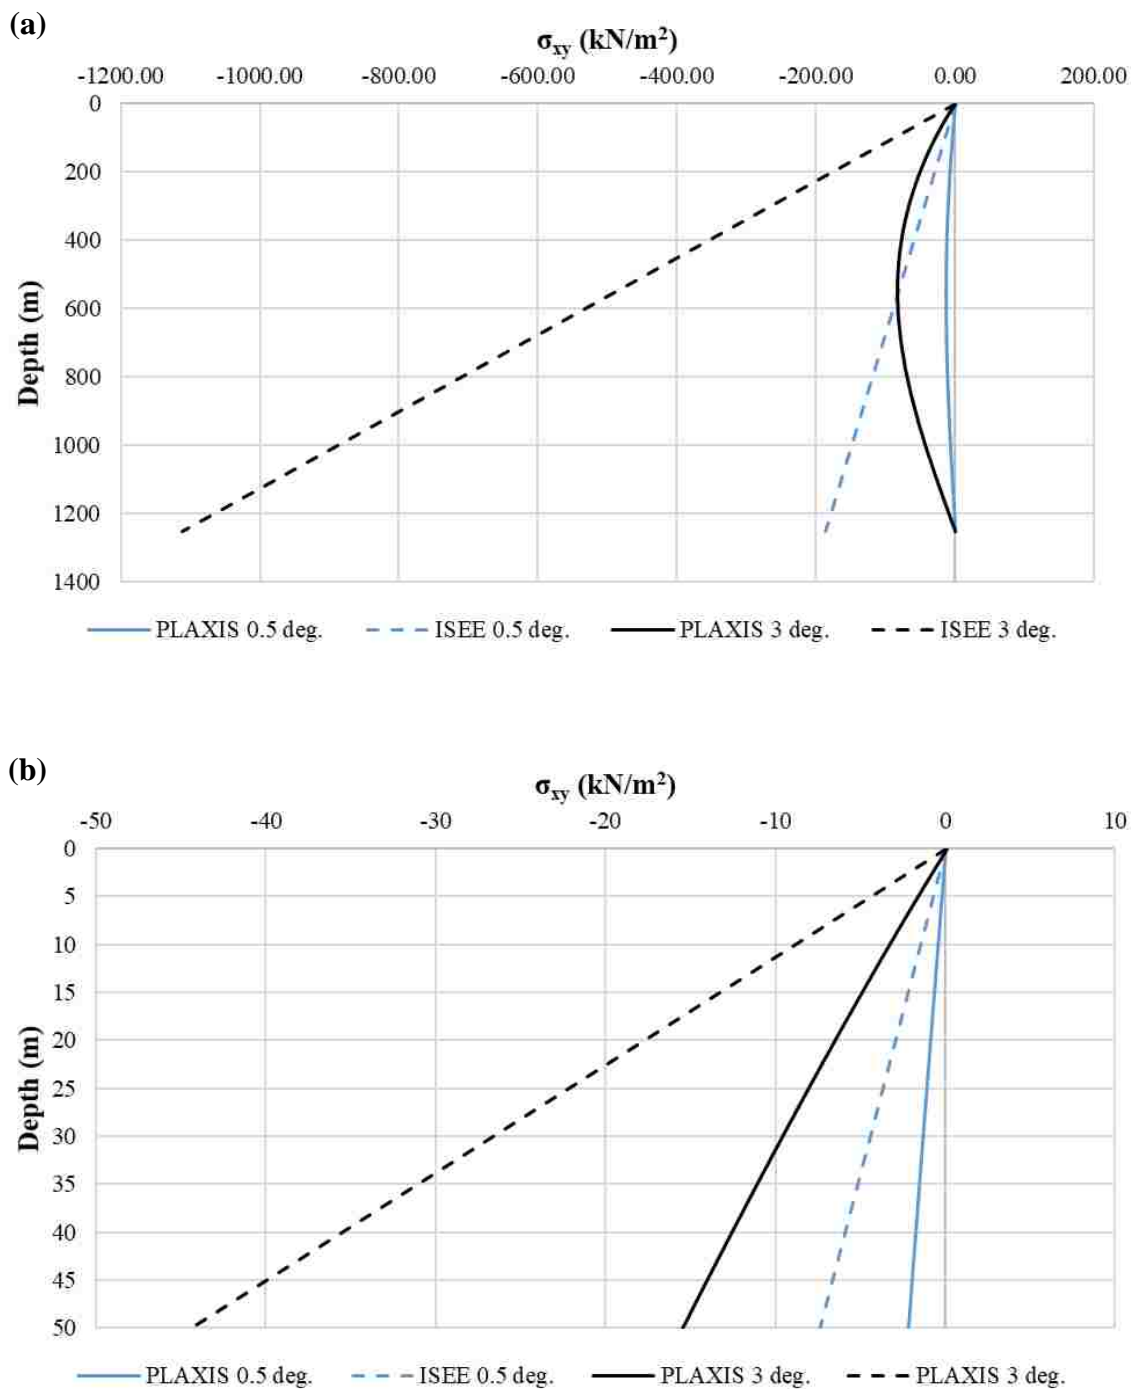 (a)
σxy (kN/m²)
-1200.00 -1000.00 -800.00 -600.00 -400.00 -200.00 0.00 200.00
0
200
400
600
800
1000
1200
1400
Depth (m)
PLAXIS 0.5 deg. ISEE 0.5 deg. PLAXIS 3 deg. ISEE 3 deg.
(b)
σxy (kN/m²)
-50 -40 -30 -20 -10 0 10
0
5
10
15
20
25
30
35
40
45
50
Depth (m)
PLAXIS 0.5 deg. ISEE 0.5 deg. PLAXIS 3 deg. PLAXIS 3 deg.